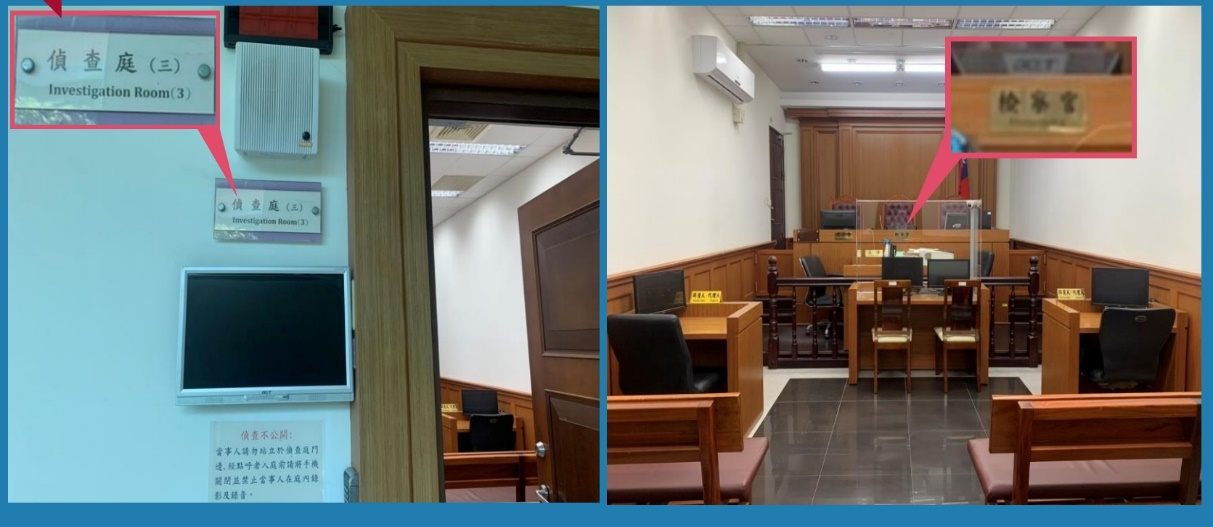 偵查庭（三）
Investigation Room(3)
偵查庭（三）
Investigation Room(3)
acer
偵查不公開：
當事人請勿站立於偵查庭門
邊，經點呼者入庭前請將手機
關閉並禁止當事人在庭內錄
影及錄音。
檢察官